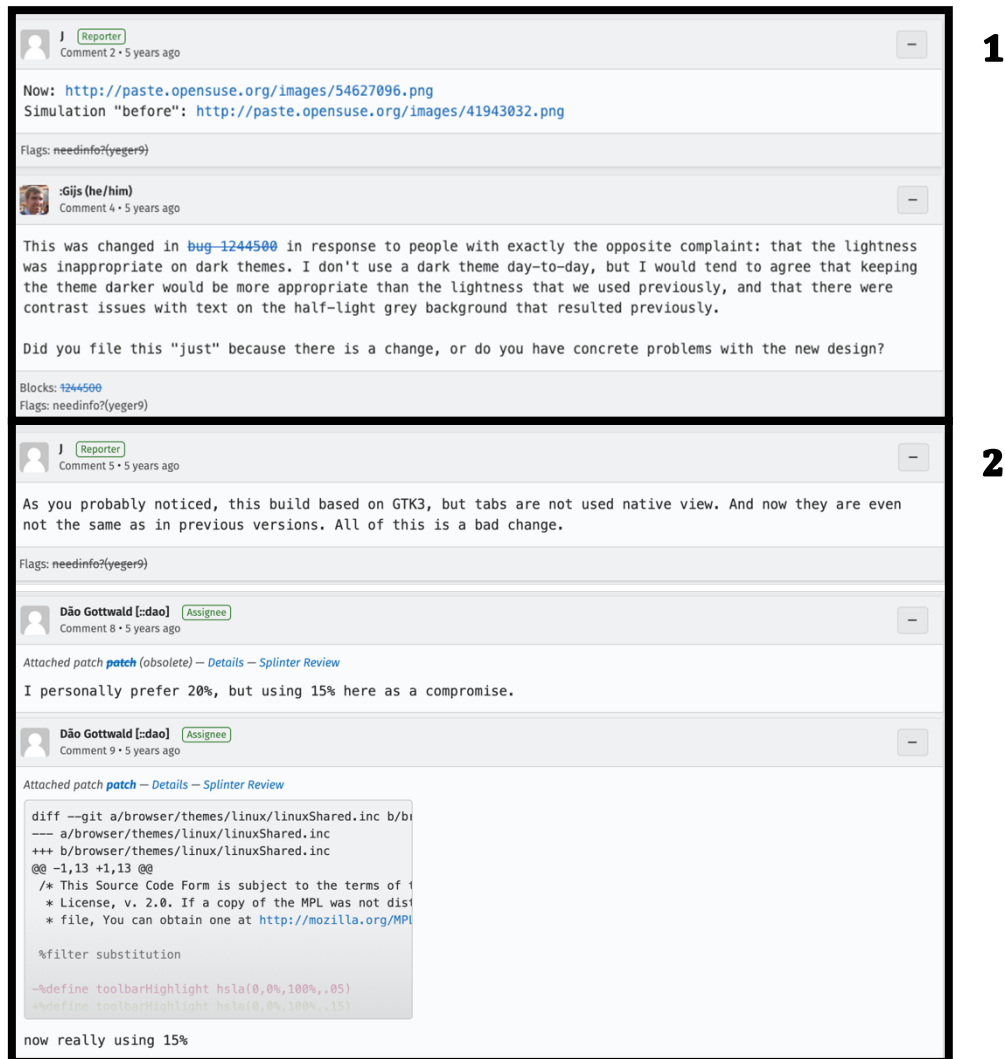 1
J Reporter
Comment 2 • 5 years ago
−
Now: http://paste.opensuse.org/images/54627096.png
Simulation "before": http://paste.opensuse.org/images/41943032.png
Flags: needinfo?(yeger9)
:Gijs (he/him)
Comment 4 • 5 years ago
−
This was changed in bug 1244500 in response to people with exactly the opposite complaint: that the lightness
was inappropriate on dark themes. I don't use a dark theme day-to-day, but I would tend to agree that keeping
the theme darker would be more appropriate than the lightness that we used previously, and that there were
contrast issues with text on the half-light grey background that resulted previously.
Did you file this "just" because there is a change, or do you have concrete problems with the new design?
Blocks: 1244500
Flags: needinfo?(yeger9)
2
J Reporter
Comment 5 • 5 years ago
−
As you probably noticed, this build based on GTK3, but tabs are not used native view. And now they are even
not the same as in previous versions. All of this is a bad change.
Flags: needinfo?(yeger9)
Dão Gottwald [::dao] Assignee
Comment 8 • 5 years ago
−
Attached patch patch (obsolete) — Details — Splinter Review
I personally prefer 20%, but using 15% here as a compromise.
Dão Gottwald [::dao] Assignee
Comment 9 • 5 years ago
−
Attached patch patch — Details — Splinter Review
diff --git a/browser/themes/linux/linuxShared.inc
--- a/browser/themes/linux/linuxShared.inc
+++ b/browser/themes/linux/linuxShared.inc
@@ -1,13 +1,13 @@
/* This Source Code Form is subject to the terms of
* License, v. 2.0. If a copy of the MPL was not
* file, You can obtain one at http://mozilla.org/MPL
%filter substitution
-%define toolbarHighlight hsla(0,0%,100%,.05)
+%define toolbarHighlight hsla(0,0%,100%,.15)
now really using 15%